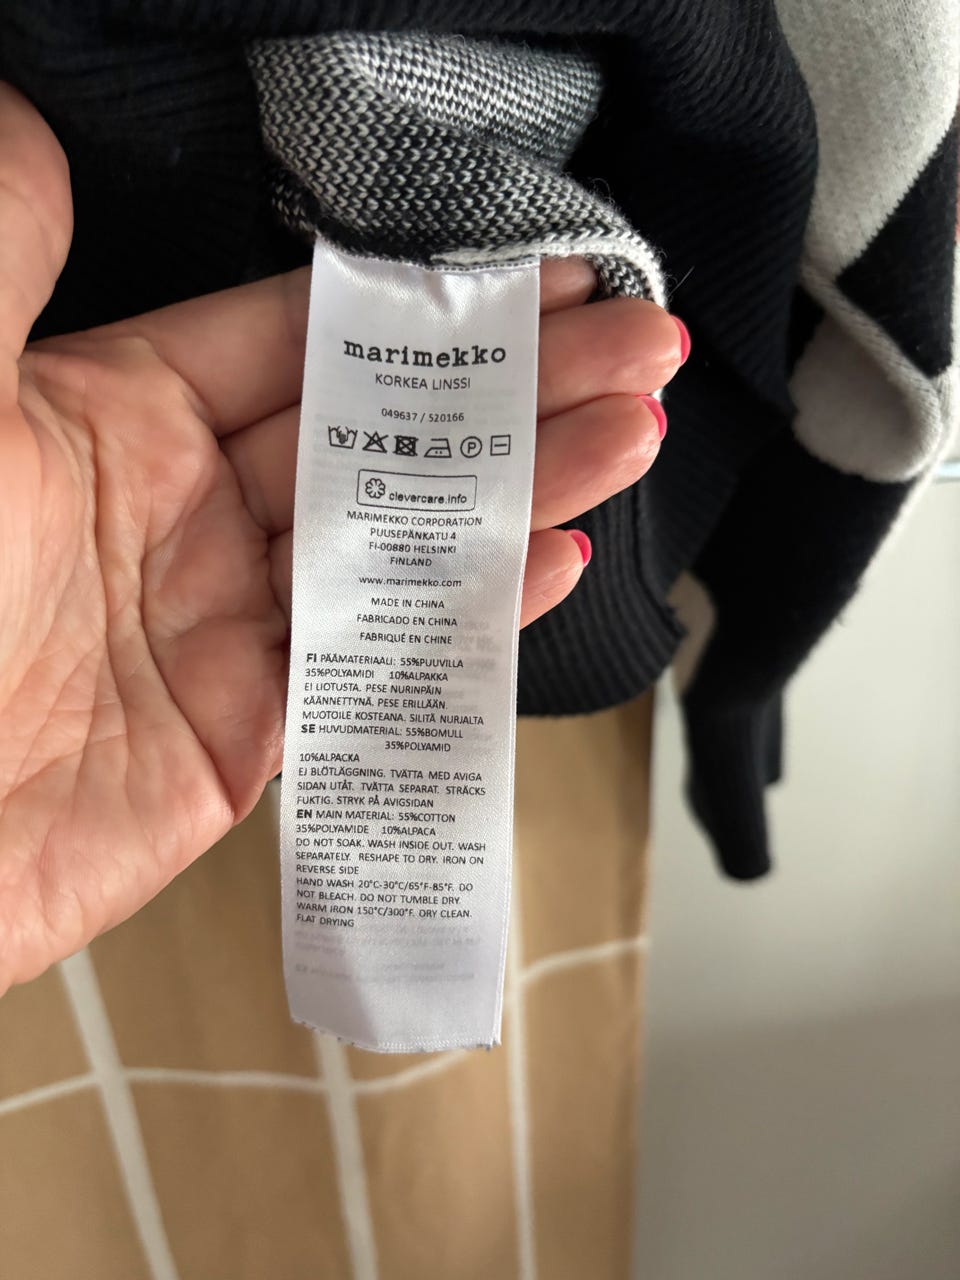 marimekko
KORKEA LINSSI
049637 / 520166
P
clevercare.info
MARIMEKKO CORPORATION
PUUSEPÄNKATU 4
FI-00880 HELSINKI
FINLAND
www.marimekko.com
MADE IN CHINA
FABRICADO EN CHINA
FABRIQUÉ EN CHINE
FI PÄÄMATERIAALI: 55%PUUVILLA
35%POLYAMIDI 10%ALPAKKA
EI LIOTUSTA. PESE NURINPÄIN
KÄÄNNETTYNÄ. PESE ERILLÄÄN.
MUOTOILE KOSTEANA. SILITÄ NURJALTA
SE HUVUDMATERIAL: 55%BOMULL
35%POLYAMID
10%ALPACKA
EJ BLÖTLÄGGNING. TVÄTTA MED AVIGA
SIDAN UTÅT. TVÄTTA SEPARAT. STRÄCKS
FUKTIG. STRYK PÅ AVIGSIDAN
EN MAIN MATERIAL: 55%COTTON
35%POLYAMIDE 10%ALPACA
DO NOT SOAK. WASH INSIDE OUT. WASH
SEPARATELY. RESHAPE TO DRY. IRON ON
REVERSE SIDE
HAND WASH 20°C-30°C/65°F-85°F. DO
NOT BLEACH. DO NOT TUMBLE DRY.
WARM IRON 150°C/300°F. DRY CLEAN.
FLAT DRYING